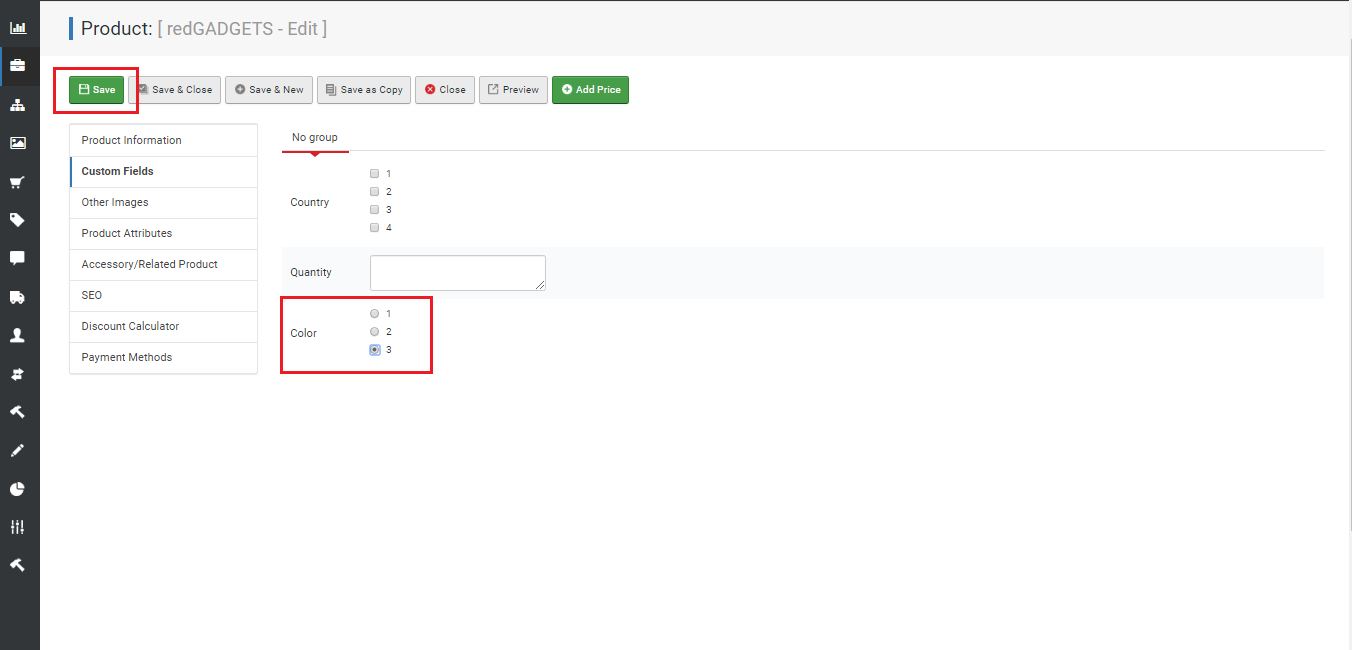 Product: [ redGADGETS - Edit ]
Save Save & Close Save & New Save as Copy Close Preview Add Price
Product Information
Custom Fields
Other Images
Product Attributes
Accessory/Related Product
SEO
Discount Calculator
Payment Methods
No group
Country
1
2
3
4
Quantity
Color
1
2
3